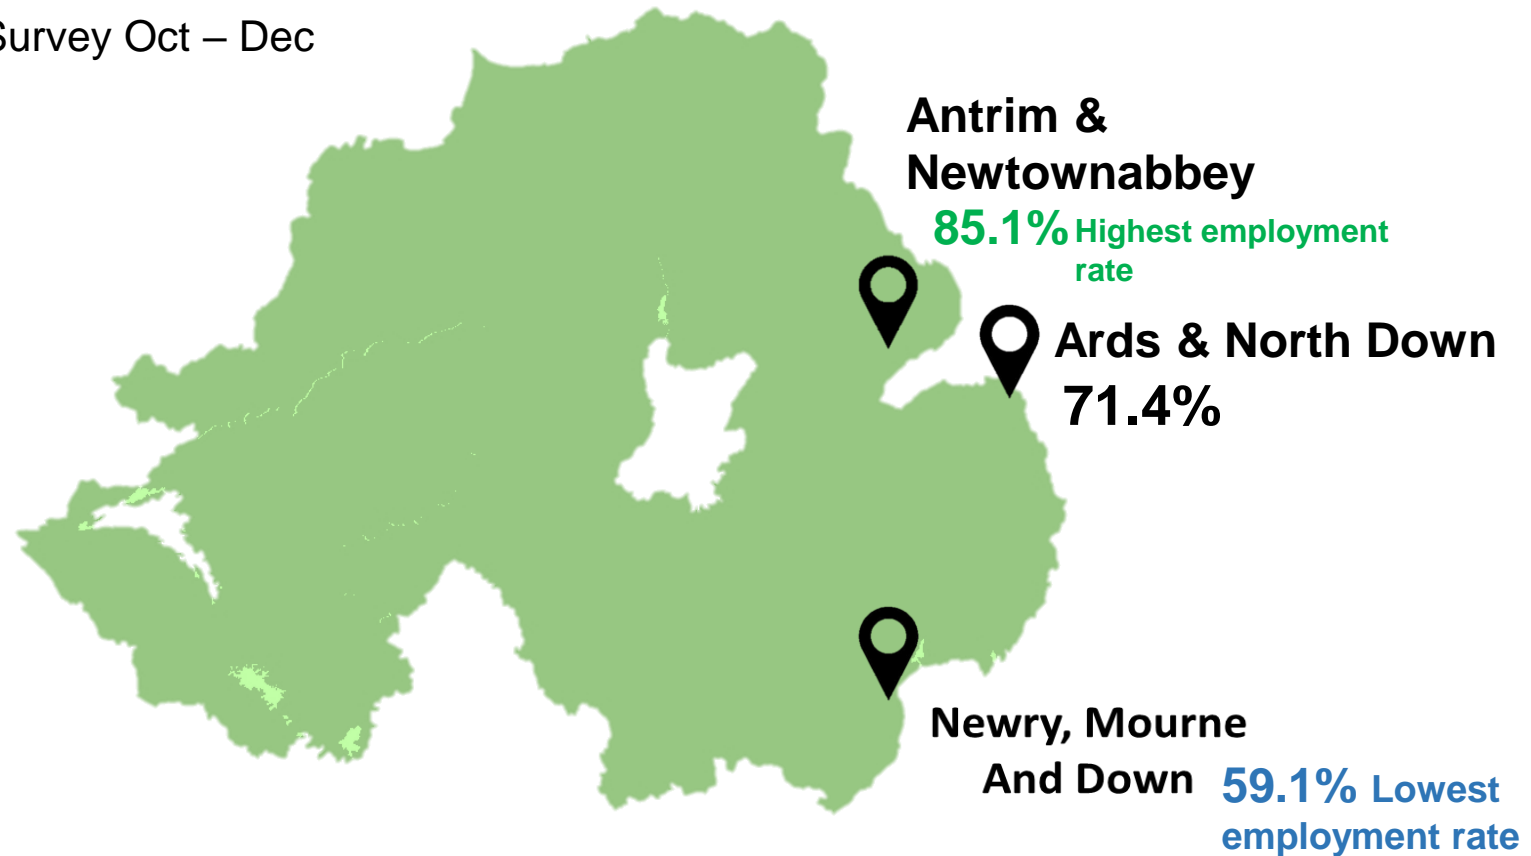 Survey Oct – Dec
Antrim &
Newtownabbey
85.1% Highest employment
rate
Ards & North Down
71.4%
Newry, Mourne
And Down
59.1% Lowest
employment rate